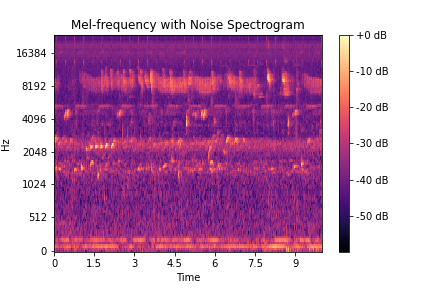 Mel-frequency with Noise Spectrogram
16384
8192
4096
2048
1024
512
0
Hz
0 1.5 3 4.5 6 7.5 9
Time
+0 dB
-10 dB
-20 dB
-30 dB
-40 dB
-50 dB